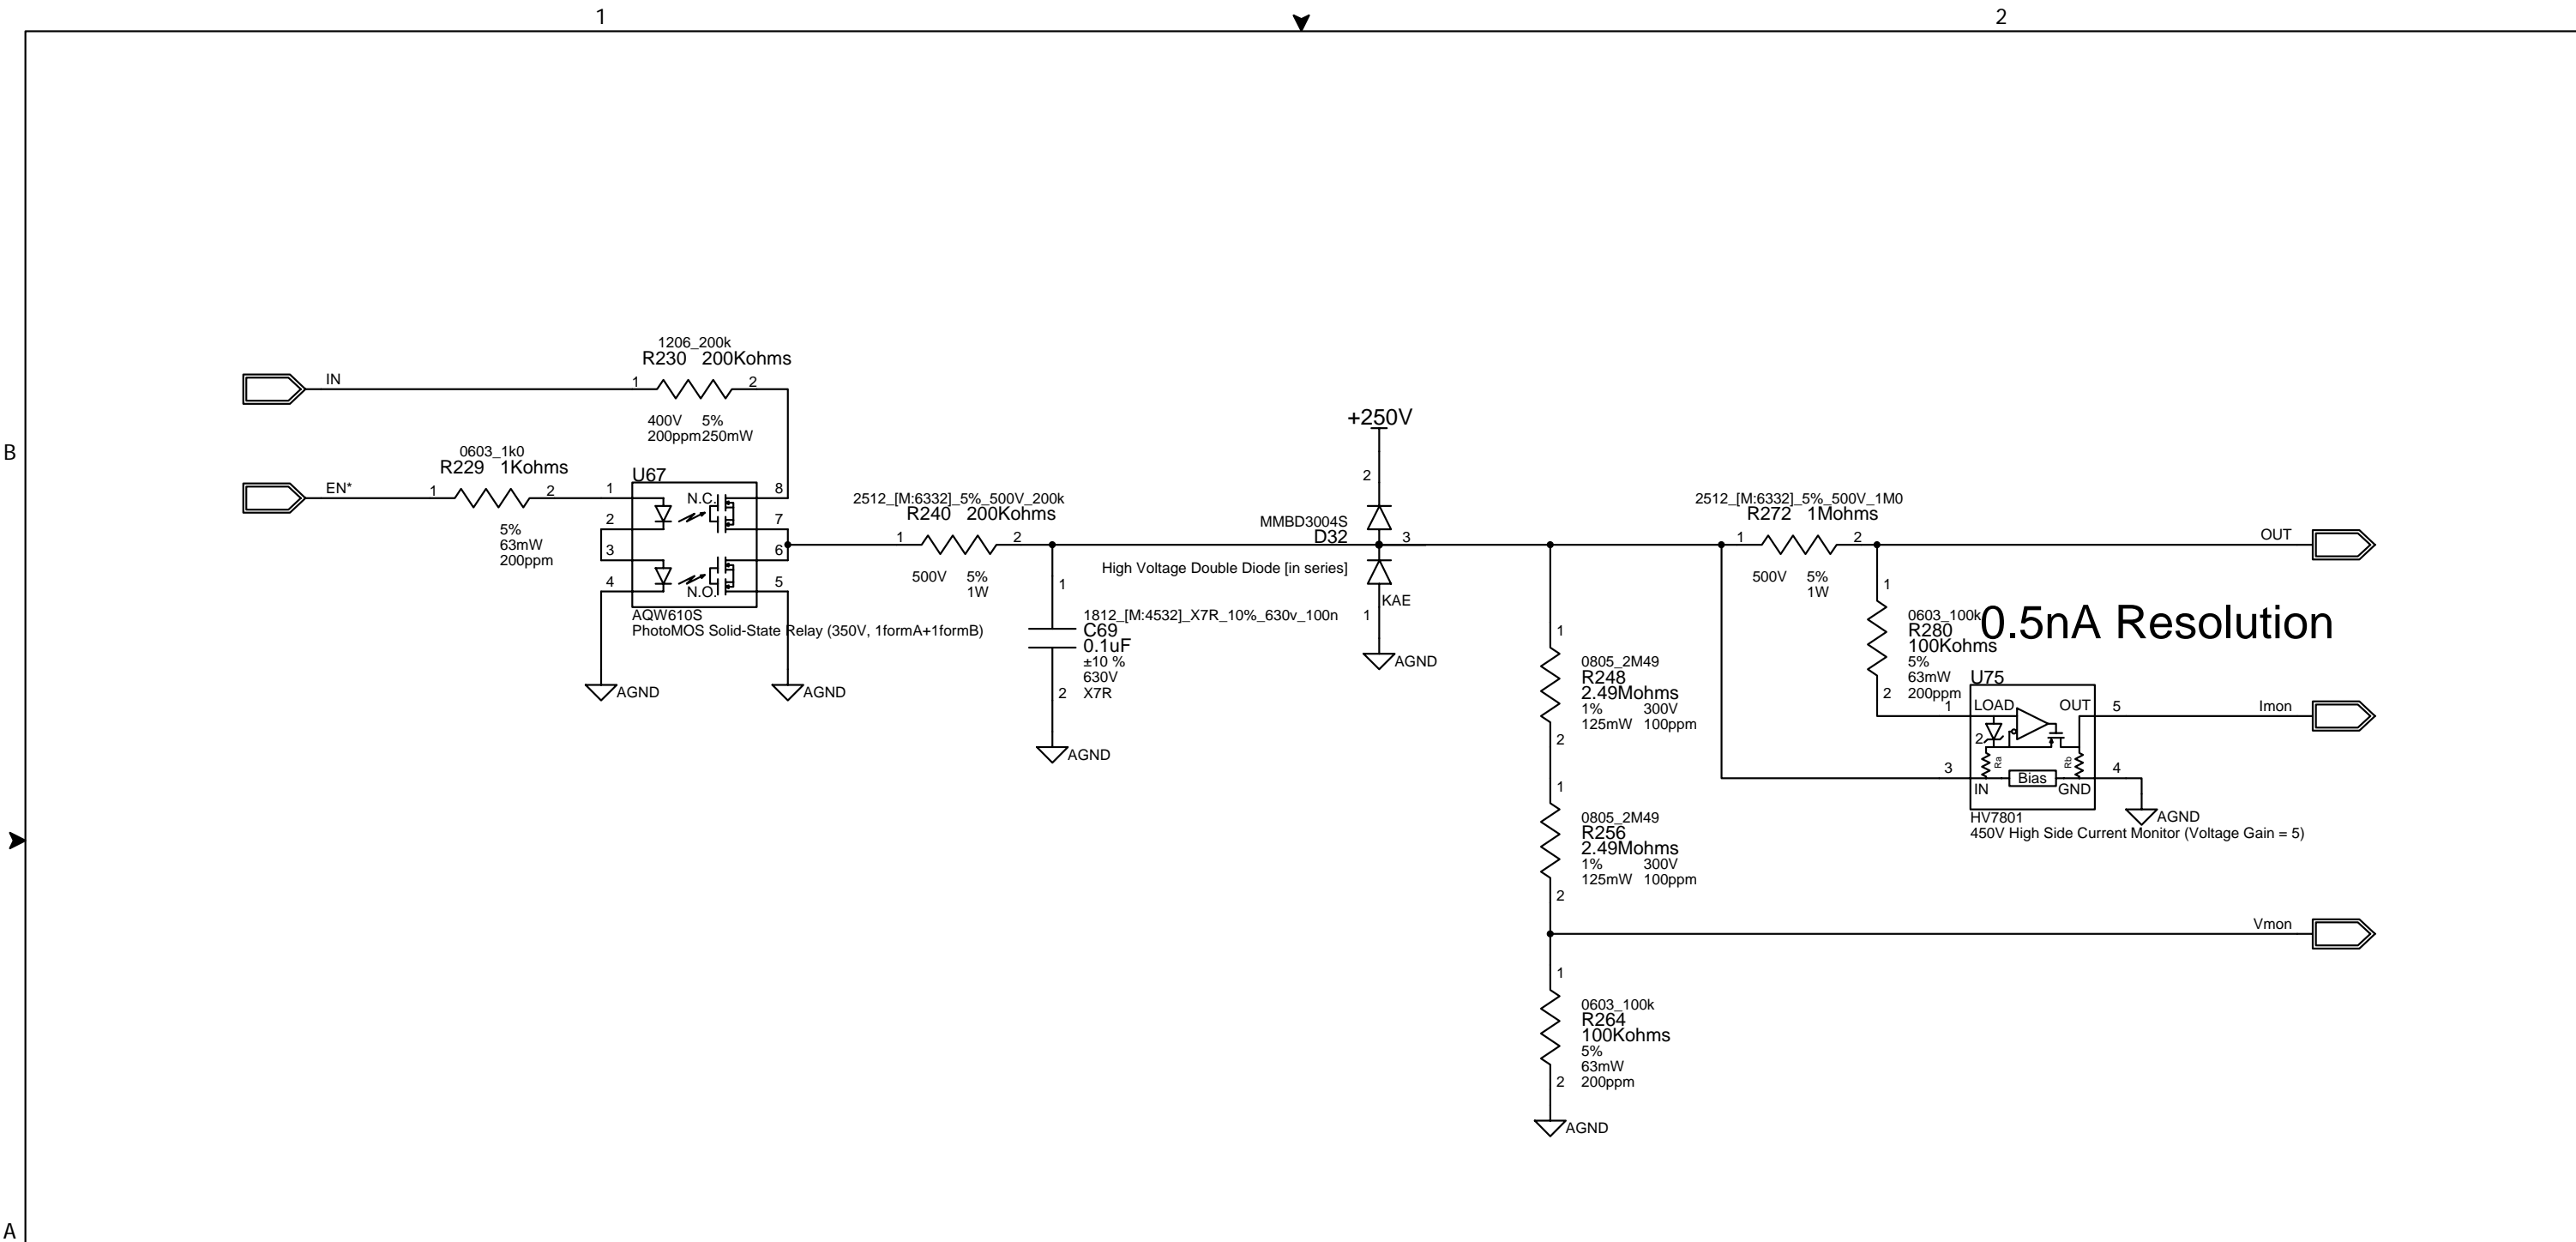 1
2
B
A
1206_200k
R230 200Kohms
IN
1
2
400V 5%
200ppm250mW
0603_1k0
R229 1Kohms
EN*
1
2
5%
63mW
200ppm
U67
1
2
3
4
N.C.
N.O.
8
7
6
5
AQW610S
PhotoMOS Solid-State Relay (350V, 1formA+1formB)
AGND
AGND
2512_[M:6332]_5%_500V_200k
R240 200Kohms
1
2
500V 5%
1W
1
1812_[M:4532]_X7R_10%_630v_100n
C69
0.1uF
±10 %
630V
2
X7R
AGND
+250V
2
MMBD3004S
D32
3
High Voltage Double Diode [in series]
KAE
1
AGND
1
0805_2M49
R248
2.49Mohms
1% 300V
125mW 100ppm
2
1
0805_2M49
R256
2.49Mohms
1% 300V
125mW 100ppm
2
1
0603_100k
R264
100Kohms
5%
63mW
2
200ppm
AGND
2512_[M:6332]_5%_500V_1M0
R272 1Mohms
1
2
500V 5%
1W
OUT
1
0603_100k
R280
100Kohms
5%
63mW
2
200ppm
0.5nA Resolution
U75
1
LOAD
OUT
5
Imon
2
Ra
Rb
3
Bias
4
IN
GND
AGND
HV7801
450V High Side Current Monitor (Voltage Gain = 5)
Vmon